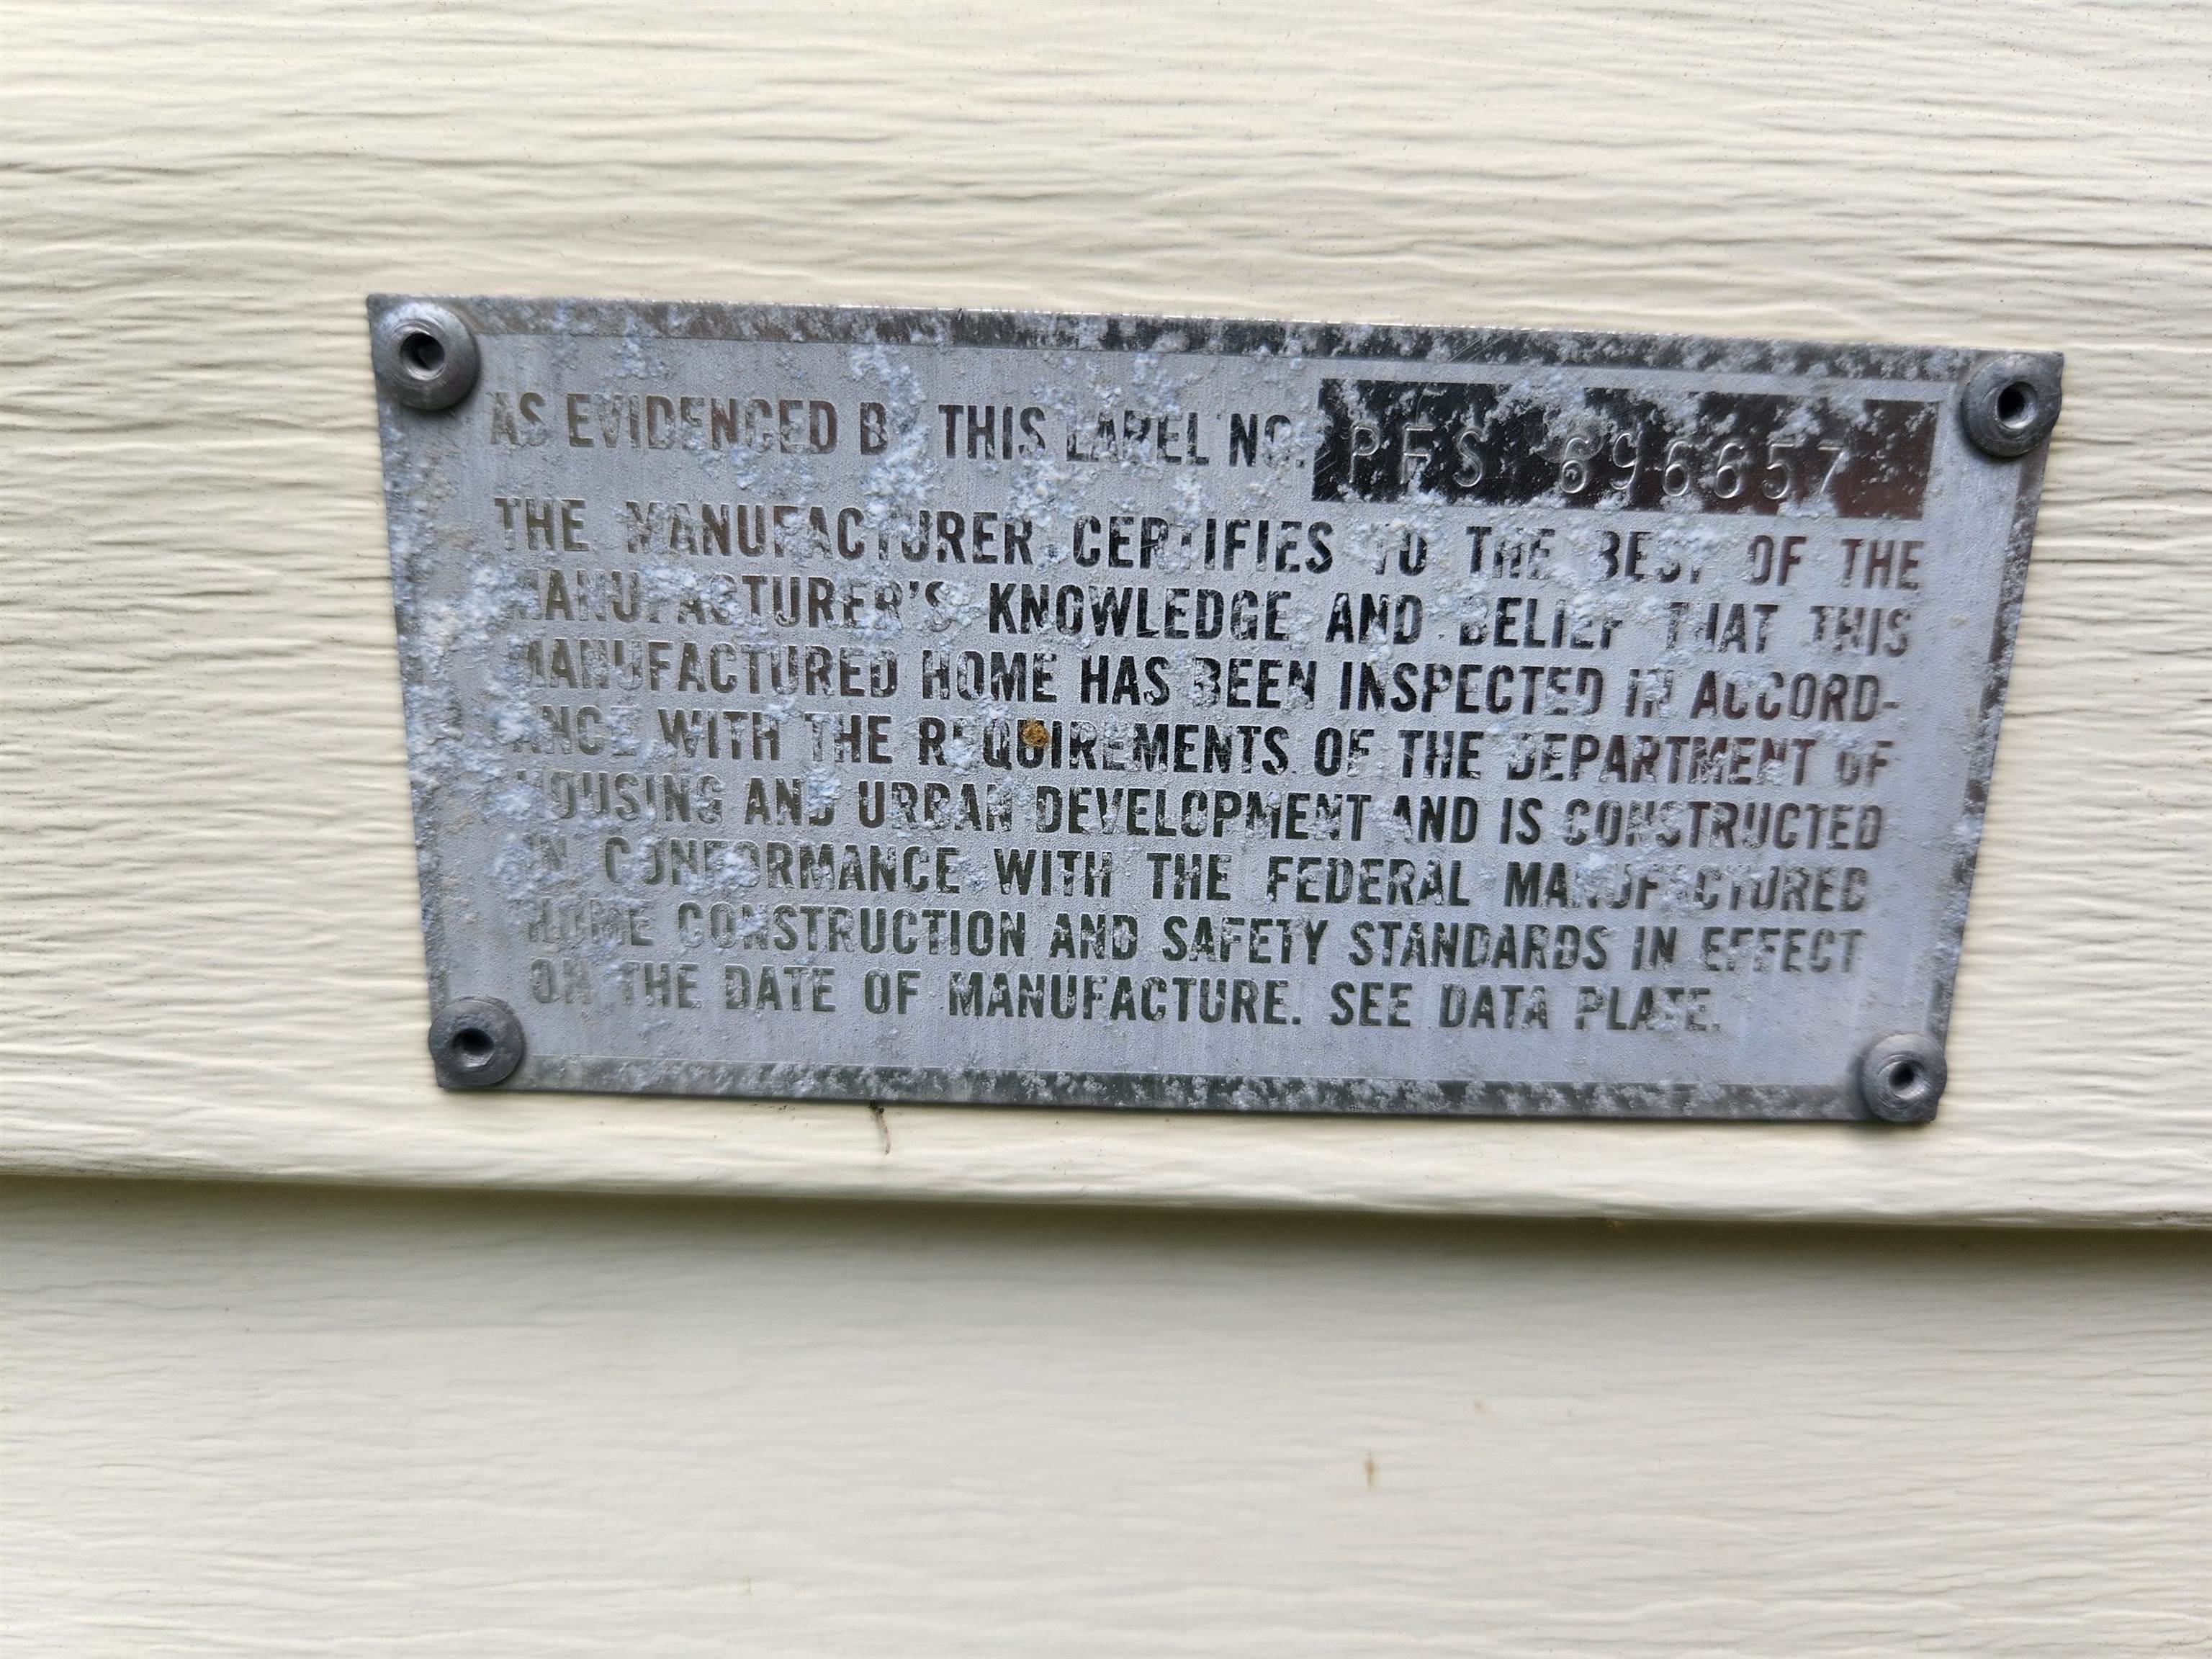 AS EVIDENCED BY THIS LABEL NO. PFS 696657
THE MANUFACTURER CERTIFIES TO THE BEST OF THE
MANUFACTURER'S KNOWLEDGE AND BELIEF THAT THIS
MANUFACTURED HOME HAS BEEN INSPECTED IN ACCORD-
ANCE WITH THE REQUIREMENTS OF THE DEPARTMENT OF
HOUSING AND URBAN DEVELOPMENT AND IS CONSTRUCTED
IN CONFORMANCE WITH THE FEDERAL MANUFACTURED
HOME CONSTRUCTION AND SAFETY STANDARDS IN EFFECT
ON THE DATE OF MANUFACTURE. SEE DATA PLATE.